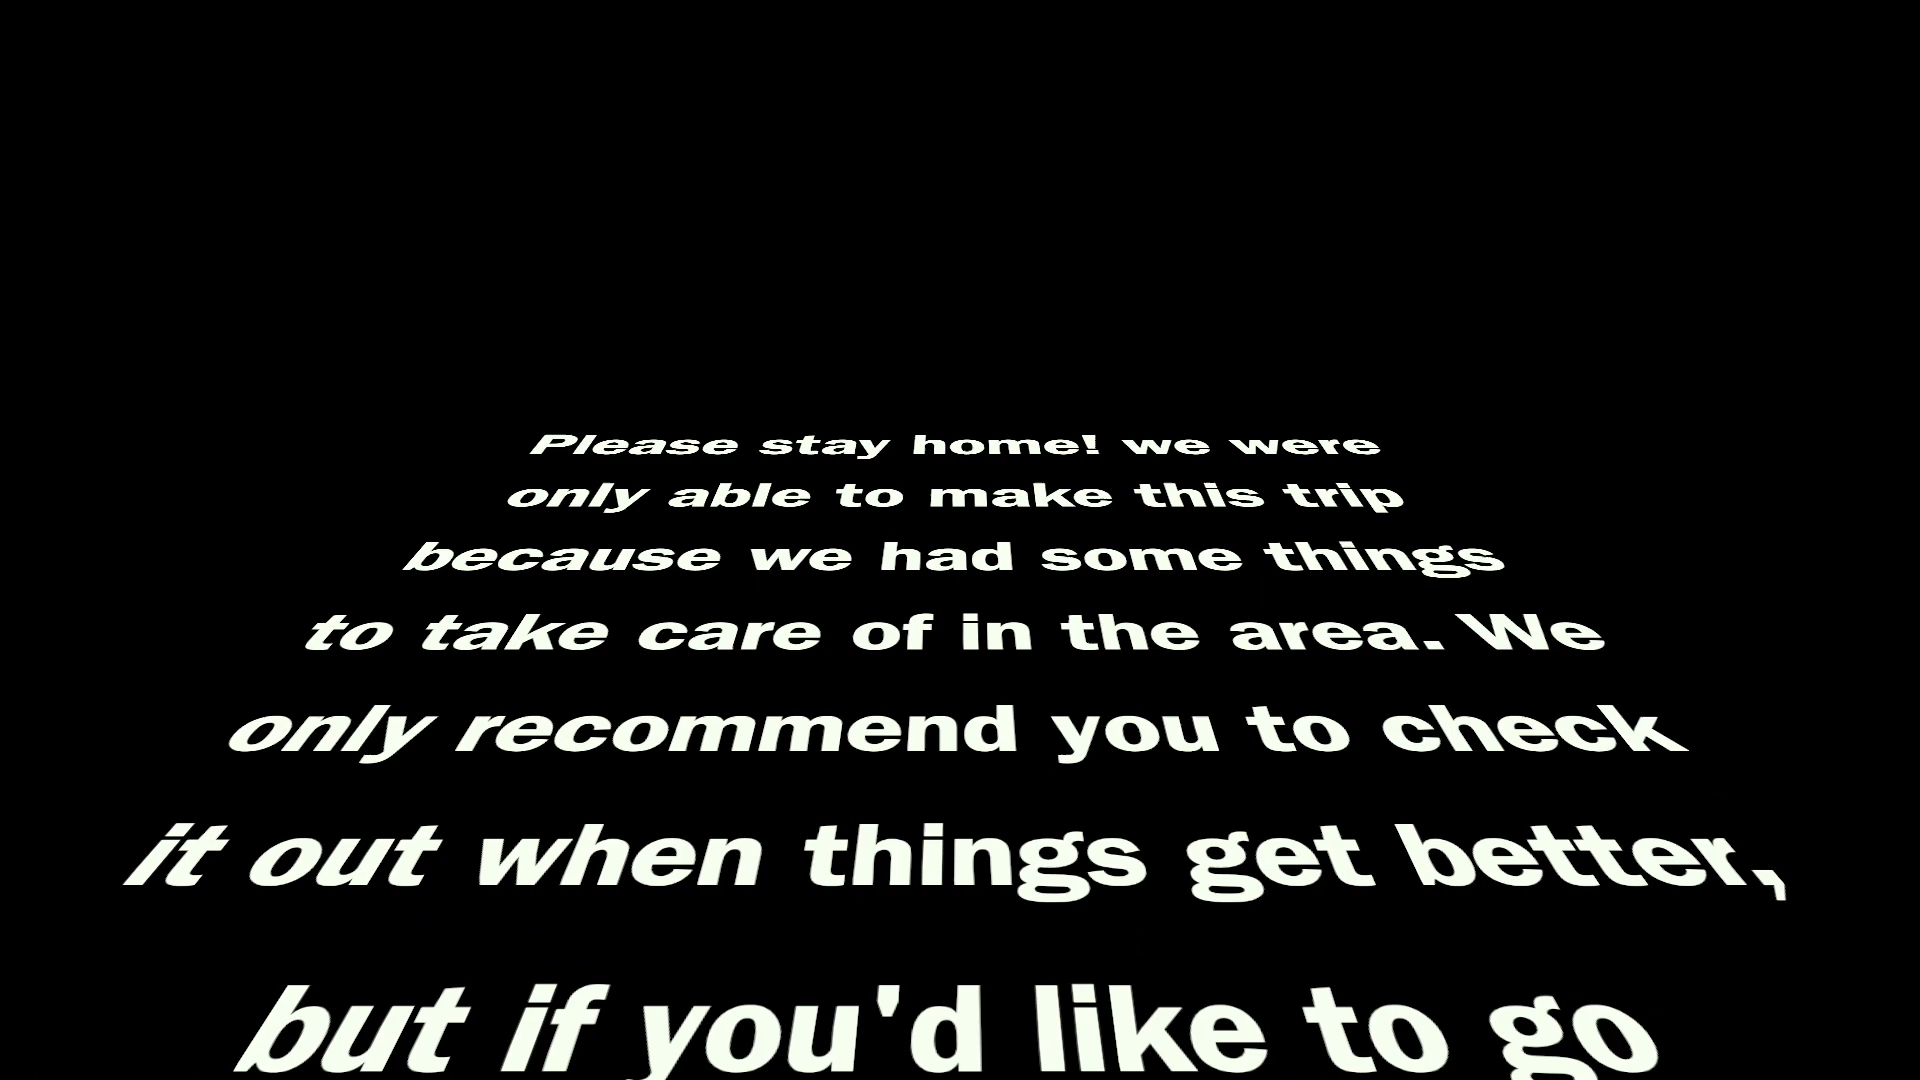 Please stay home! we were
only able to make this trip
because we had some things
to take care of in the area. We
only recommend you to check
it out when things get better,
but if you'd like to go